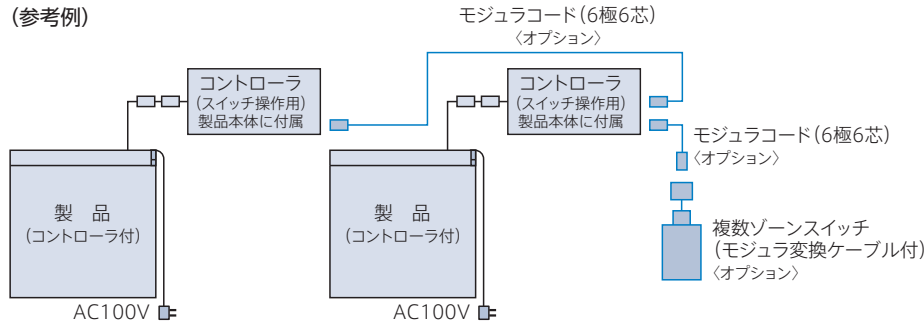 (参考例)
モジュラコード(6極6芯)
〈オプション〉
コントローラ
(スイッチ操作用)
製品本体に付属
コントローラ
(スイッチ操作用)
製品本体に付属
モジュラコード(6極6芯)
〈オプション〉
製 品
(コントローラ付)
製 品
(コントローラ付)
複数ゾーンスイッチ
(モジュラ変換ケーブル付)
〈オプション〉
AC100V
AC100V